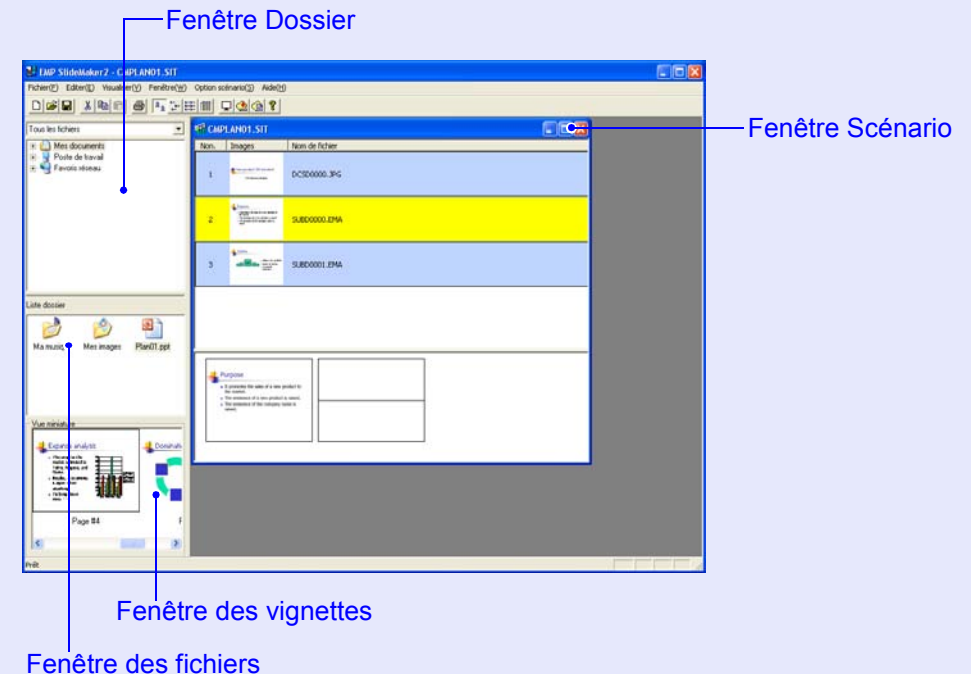 Fenêtre Dossier
EMP SlideMaker2 - CMPLAN01.SIT
Fichier(F) Editer(E) Visualiser(V) Fenêtre(W) Option scénario(S) Aide(H)
Tous les fichiers
Mes documents
Poste de travail
Favoris réseau
CMPLAN01.SIT
Non. Images Nom de fichier
1 DCSD0000.JPG
2 SUBD0000.EMA
3 SUBD0001.EMA
Fenêtre Scénario
Liste dossier
Ma musiq Mes images Plan01.ppt
Purpose
Vue miniature
Expense analysis
Dominati
Page #4
Prêt
Fenêtre des vignettes
Fenêtre des fichiers